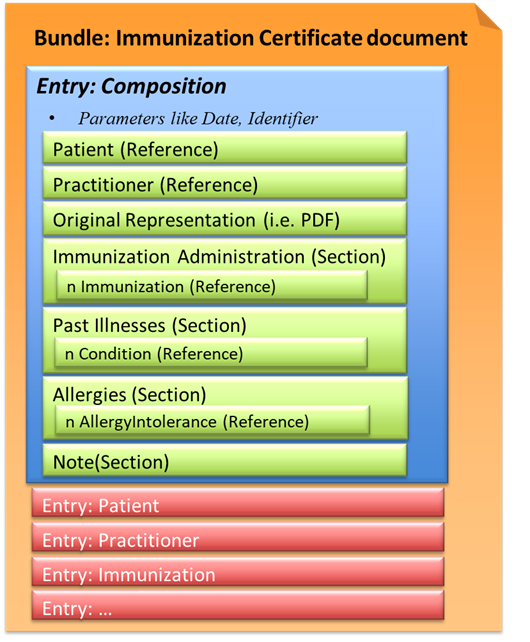 Bundle: Immunization Certificate document
Entry: Composition
• Parameters like Date, Identifier
Patient (Reference)
Practitioner (Reference)
Original Representation (i.e. PDF)
Immunization Administration (Section)
n Immunization (Reference)
Past Illnesses (Section)
n Condition (Reference)
Allergies (Section)
n AllergyIntolerance (Reference)
Note(Section)
Entry: Patient
Entry: Practitioner
Entry: Immunization
Entry: ...